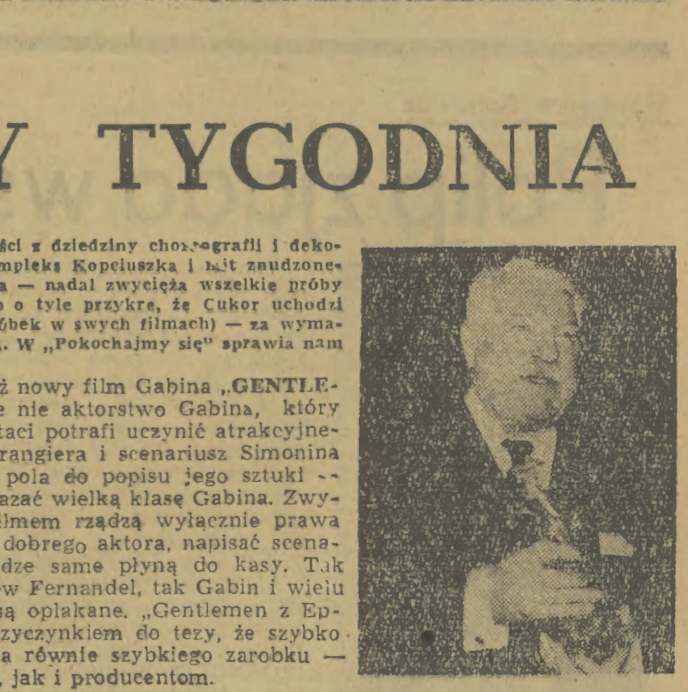 Y TYGODNIA
ści z dziedziny choreografii i deko-
mpleks Kopciuszka i mit znudzone-
a — nadal zwycięża wszelkie próby
o o tyle przykre, że Cukor uchodzi
óbek w swych filmach) — za wyma-
. W „Pokochajmy się" sprawia nam
ż nowy film Gabina „GENTLE-
e nie aktorstwo Gabina, który
taci potrafi uczynić atrakcyjne-
rangiera i scenariusz Simonina
pola do popisu jego sztuki --
azać wielką klasę Gabina. Zwy-
ilmem rządzą wyłącznie prawa
dobrego aktora, napisać scena-
dze same płyną do kasy. Tak
w Fernandel, tak Gabin i wielu
są opłakane. „Gentlemen z Ep-
zyczynkiem do tezy, że szybko
a równie szybkiego zarobku —
, jak i producentom.